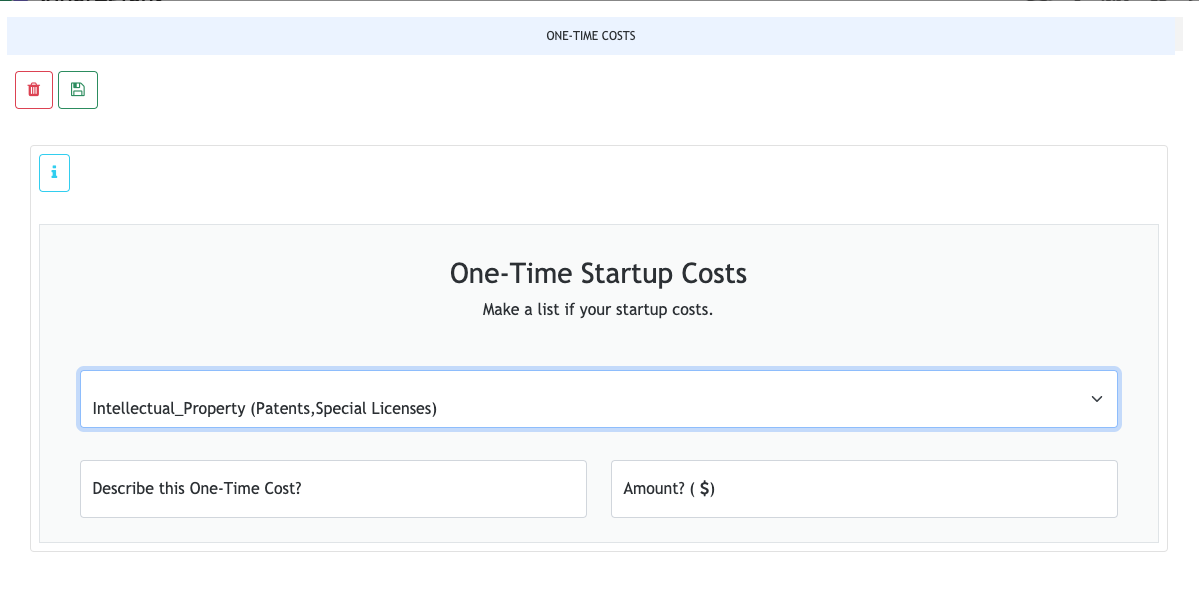 ONE-TIME COSTS
One-Time Startup Costs
Make a list if your startup costs.
Intellectual_Property (Patents,Special Licenses)
Describe this One-Time Cost?
Amount? ( $)